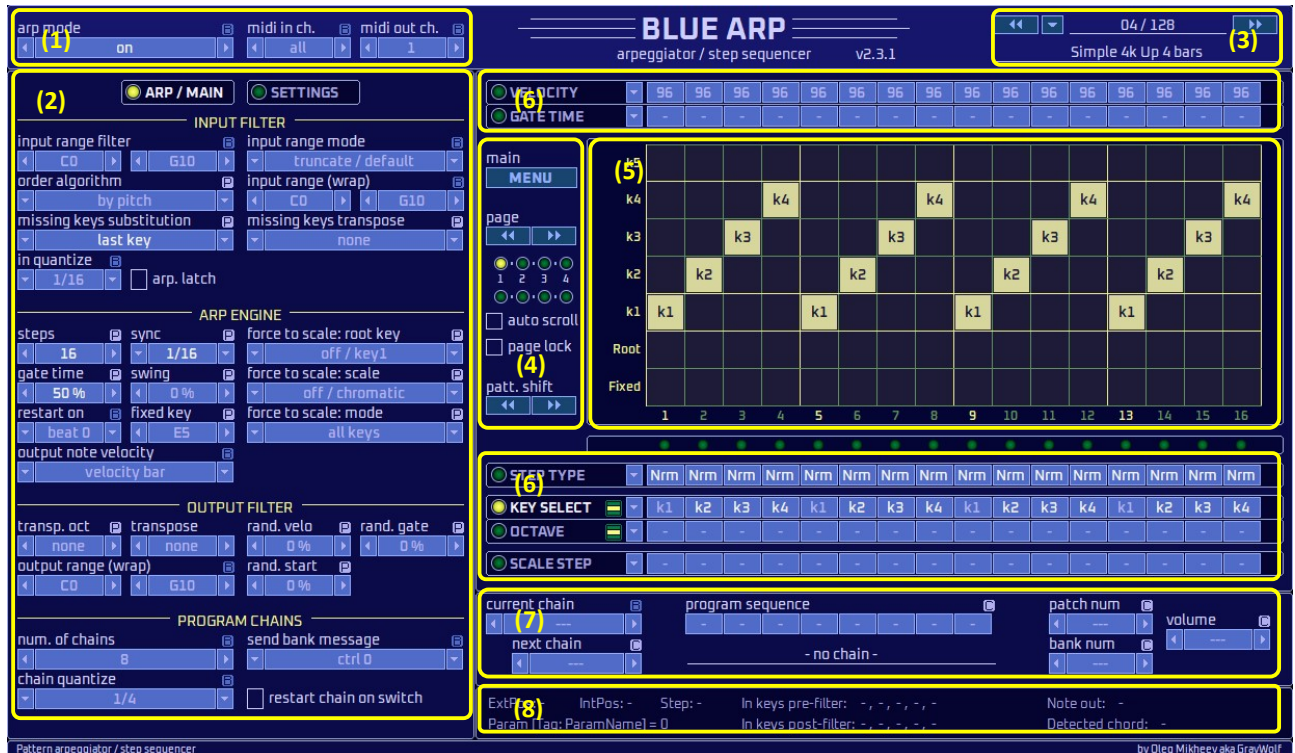 arp mode midi in ch. midi out ch.
(1) on all 1
BLUE ARP
arpeggiator / step sequencer v2.3.1
04 / 128
Simple 4k Up 4 bars (3)
(2) ARP / MAIN SETTINGS
INPUT FILTER
input range filter input range mode
C0 G10 truncate / default
order algorithm input range (wrap)
by pitch C0 G10
missing keys substitution missing keys transpose
last key none
in quantize
1/16 arp. latch
ARP ENGINE
steps sync force to scale: root key
16 1/16 off / key1
gate time swing force to scale: scale
50 % 0 % off / chromatic
restart on fixed key force to scale: mode
beat 0 E5 all keys
output note velocity
velocity bar
OUTPUT FILTER
transp. oct transpose rand. velo rand. gate
none none 0 % 0 %
output range (wrap) rand. start
C0 G10 0 %
PROGRAM CHAINS
num. of chains send bank message
8 ctrl 0
chain quantize
1/4 restart chain on switch
VELOCITY 96 96 96 96 96 96 96 96 96 96 96 96 96 96 96 96
(6)
GATE TIME - - - - - - - - - - - - - - - -
main
MENU
page
1 2 3 4
auto scroll
page lock
(4)
patt. shift
(5)
k5
k4 k4 k4 k4 k4
k3 k3 k3 k3 k3
k2 k2 k2 k2 k2
k1 k1 k1 k1 k1
Root
Fixed
1 2 3 4 5 6 7 8 9 10 11 12 13 14 15 16
STEP TYPE Nrm Nrm Nrm Nrm Nrm Nrm Nrm Nrm Nrm Nrm Nrm Nrm Nrm Nrm Nrm Nrm
(6)
KEY SELECT k1 k2 k3 k4 k1 k2 k3 k4 k1 k2 k3 k4 k1 k2 k3 k4
OCTAVE - - - - - - - - - - - - - - - -
SCALE STEP - - - - - - - - - - - - - - - -
current chain program sequence patch num volume
--- - - - - - - - - --- ---
(7)
next chain - no chain - bank num
--- ---
ExtPos: - IntPos: - Step: - In keys pre-filter: - , - , - , - , - Note out: -
(8)
Param [Tag: ParamName] = 0 In keys post-filter: - , - , - , - , - Detected chord: -
Pattern arpeggiator / step sequencer by Oleg Mikheev aka GrayWolf